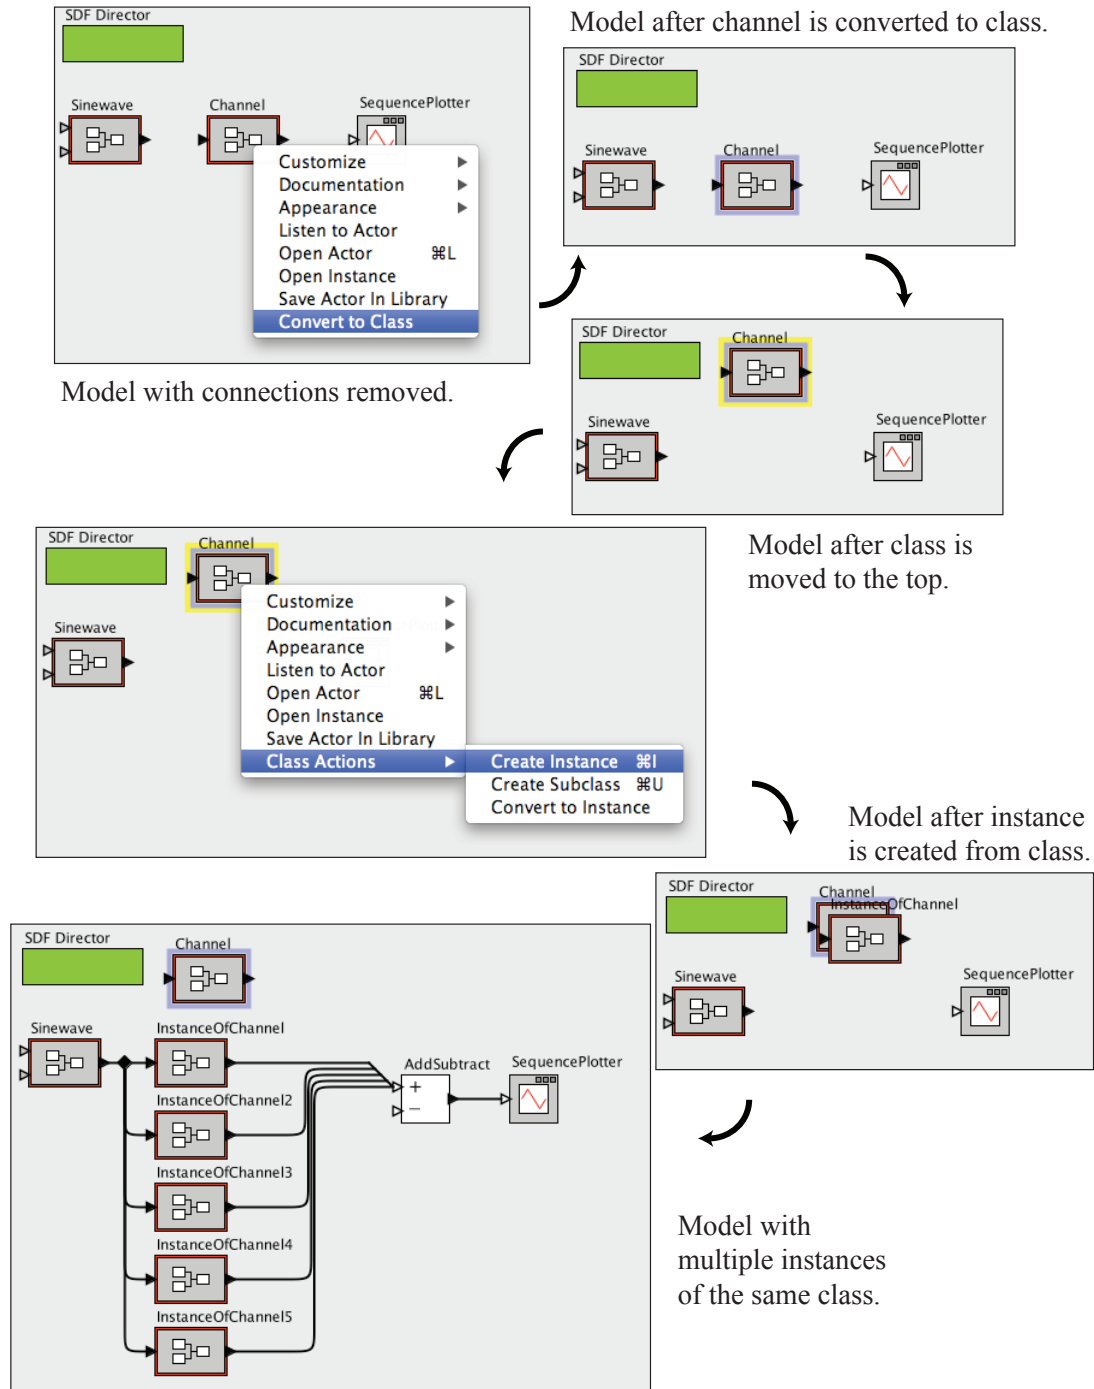 SDF Director
Sinewave
Channel
SequencePlotter
Customize
Documentation
Appearance
Listen to Actor
Open Actor ⌘L
Open Instance
Save Actor In Library
Convert to Class
Model with connections removed.
Model after channel is converted to class.
SDF Director
Sinewave
Channel
SequencePlotter
SDF Director
Channel
Sinewave
SequencePlotter
Model after class is
moved to the top.
SDF Director
Channel
Sinewave
Customize
Documentation
Appearance
Listen to Actor
Open Actor ⌘L
Open Instance
Save Actor In Library
Class Actions
Create Instance ⌘I
Create Subclass ⌘U
Convert to Instance
Model after instance
is created from class.
SDF Director
Channel
InstanceOfChannel
Sinewave
SequencePlotter
SDF Director
Channel
Sinewave
InstanceOfChannel
InstanceOfChannel2
InstanceOfChannel3
InstanceOfChannel4
InstanceOfChannel5
AddSubtract
+
−
SequencePlotter
Model with
multiple instances
of the same class.